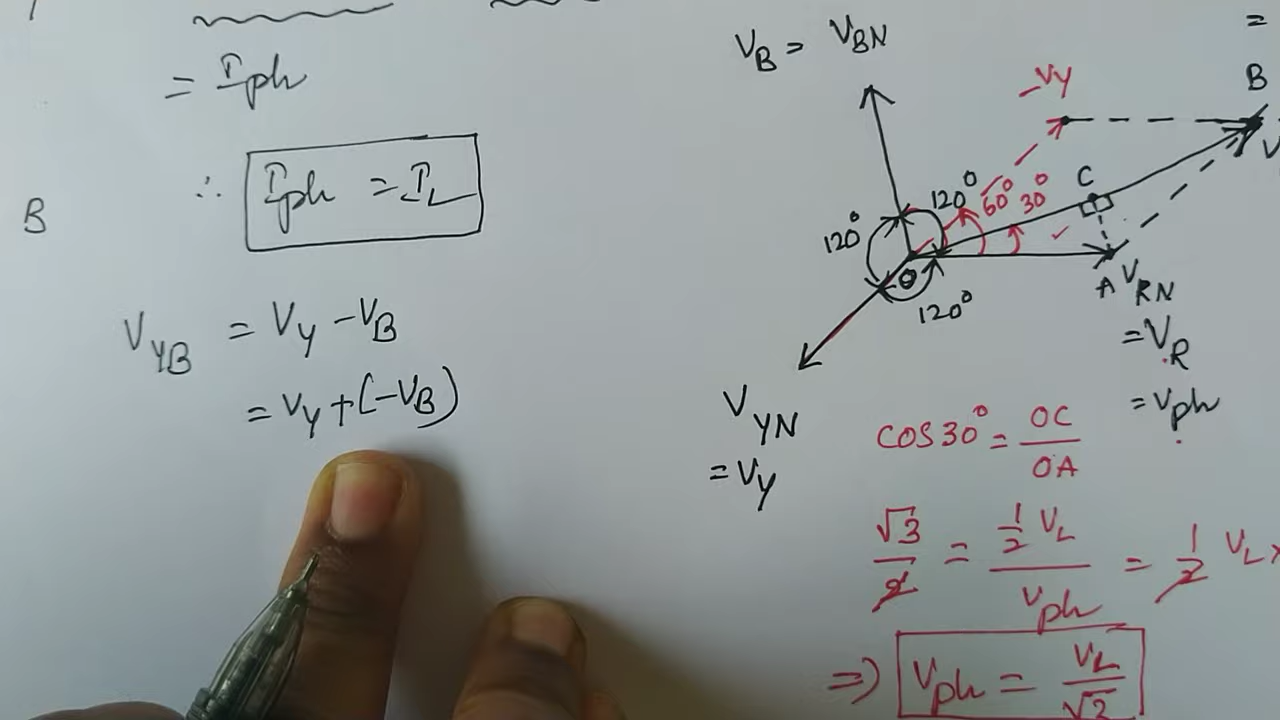 = Iph
∴ Iph = IL
B
VYB = VY - VB
= VY + (-VB)
VB = VBN
=
-VY
B
V
C
120°
60°
30°
120°
O
120°
A
VRN
= VR
= Vph
VYN
= VY
cos 30° = OC/OA
√3/2 = 1/2 VL / Vph = 1/2 VL ×
⇒ Vph = VL/√2